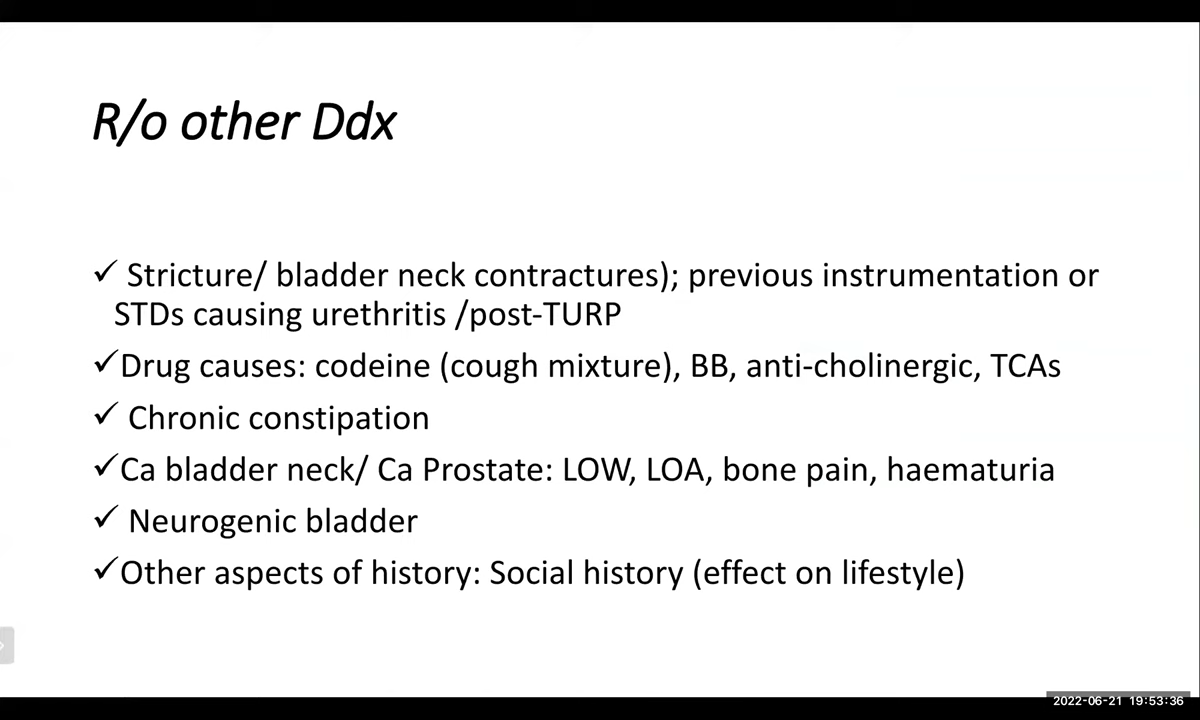 R/o other Ddx
✓ Stricture/ bladder neck contractures); previous instrumentation or
STDs causing urethritis /post-TURP
✓Drug causes: codeine (cough mixture), BB, anti-cholinergic, TCAs
✓ Chronic constipation
✓Ca bladder neck/ Ca Prostate: LOW, LOA, bone pain, haematuria
✓ Neurogenic bladder
✓Other aspects of history: Social history (effect on lifestyle)
2022-06-21 19:53:36